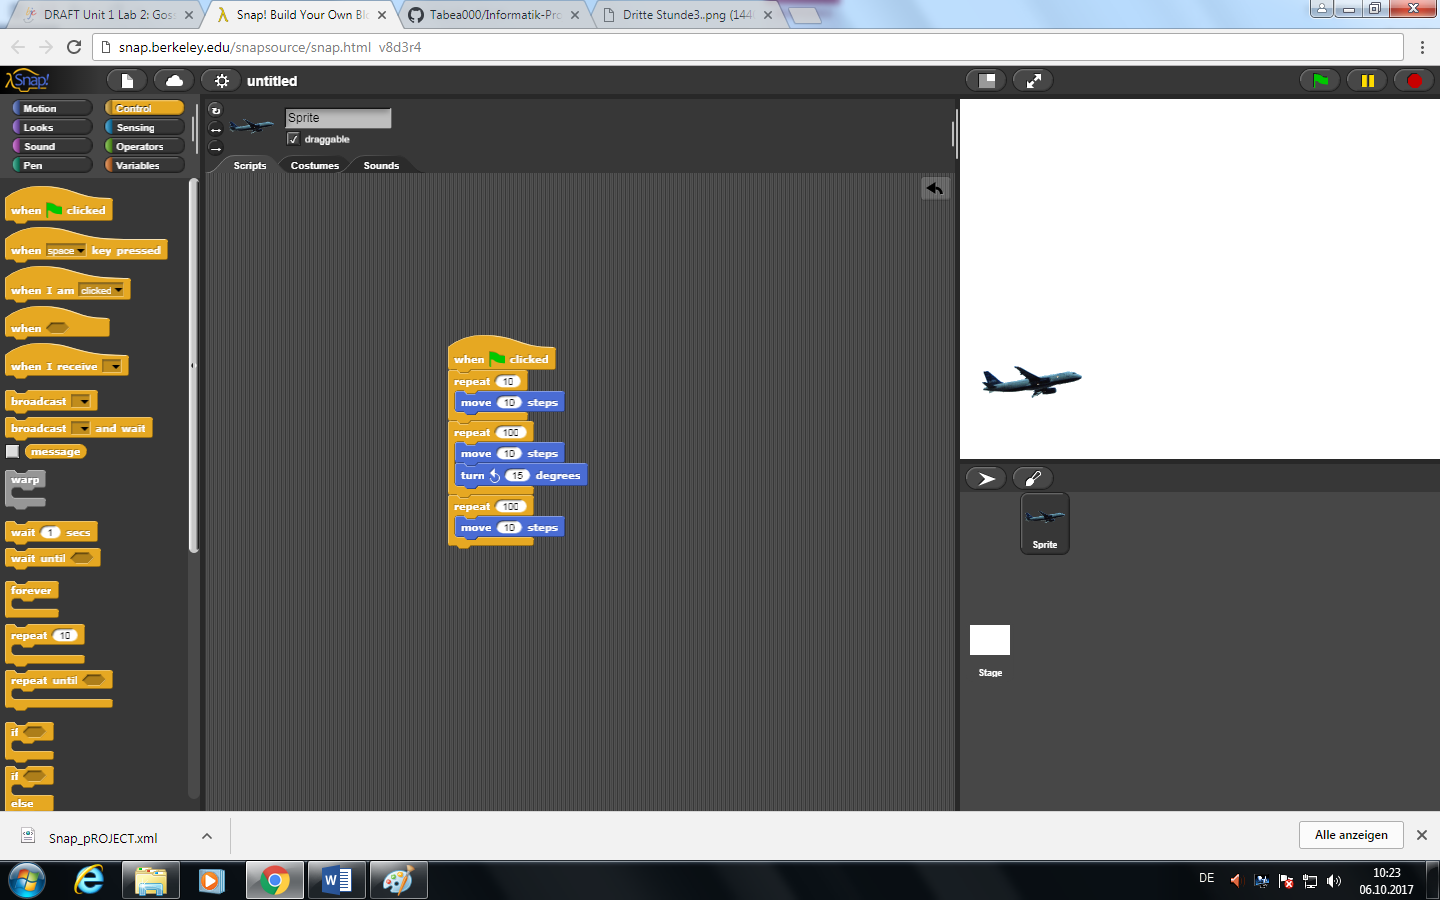 DRAFT Unit 1 Lab 2: Goss
Snap! Build Your Own Blo
Tabea000/Informatik-Pro
Dritte Stunde3..png (144
snap.berkeley.edu/snapsource/snap.html v8d3r4
λSnap!
untitled
Motion
Control
Looks
Sensing
Sound
Operators
Pen
Variables
Sprite
draggable
Scripts
Costumes
Sounds
when clicked
when space key pressed
when I am clicked
when
when I receive
broadcast
broadcast and wait
message
warp
wait 1 secs
wait until
forever
repeat 10
repeat until
if
if
else
when clicked
repeat 10
move 10 steps
repeat 100
move 10 steps
turn 15 degrees
repeat 100
move 10 steps
Sprite
Stage
Snap_pROJECT.xml
Alle anzeigen
DE
10:23
06.10.2017